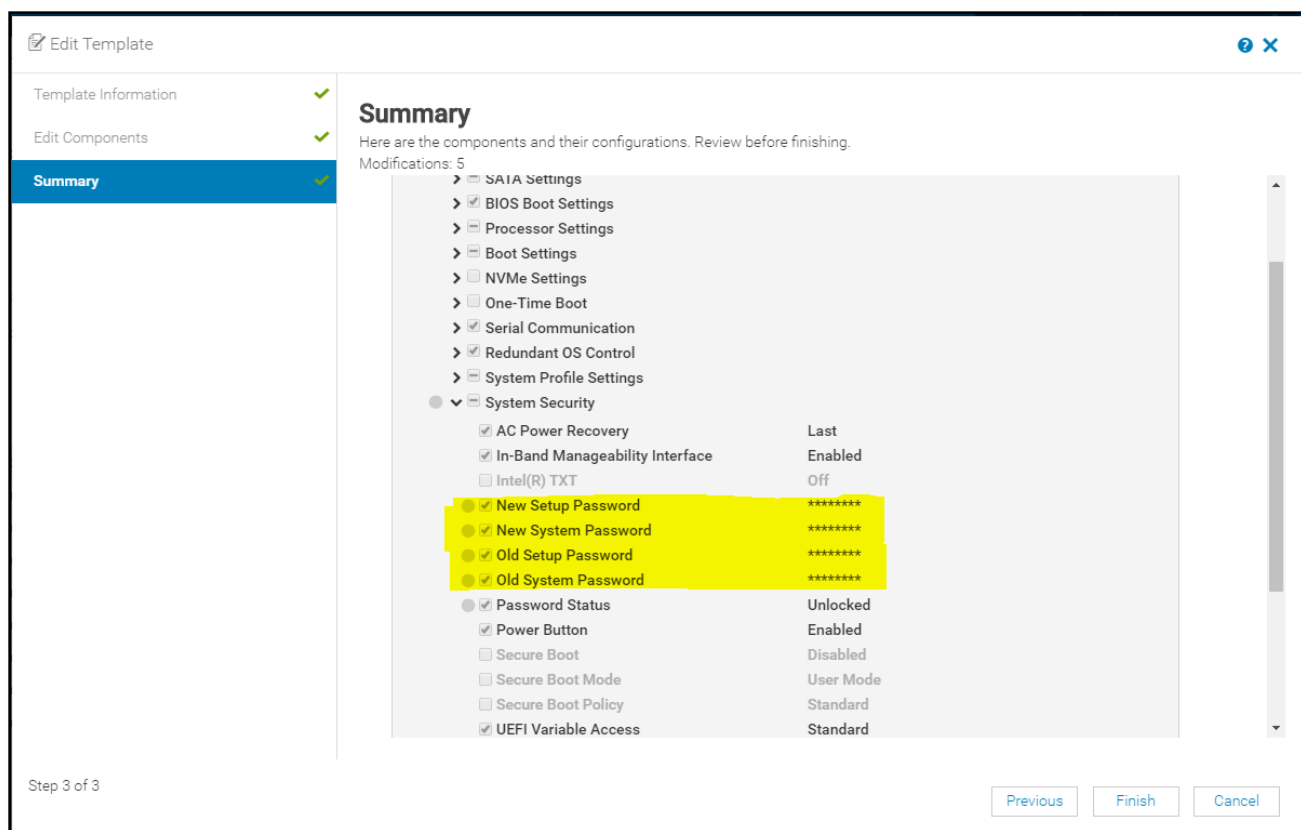 Edit Template
Template Information
Edit Components
Summary
Summary
Here are the components and their configurations. Review before finishing.
Modifications: 5
SATA Settings
BIOS Boot Settings
Processor Settings
Boot Settings
NVMe Settings
One-Time Boot
Serial Communication
Redundant OS Control
System Profile Settings
System Security
AC Power Recovery Last
In-Band Manageability Interface Enabled
Intel(R) TXT Off
New Setup Password ********
New System Password ********
Old Setup Password ********
Old System Password ********
Password Status Unlocked
Power Button Enabled
Secure Boot Disabled
Secure Boot Mode User Mode
Secure Boot Policy Standard
UEFI Variable Access Standard
Step 3 of 3
Previous Finish Cancel